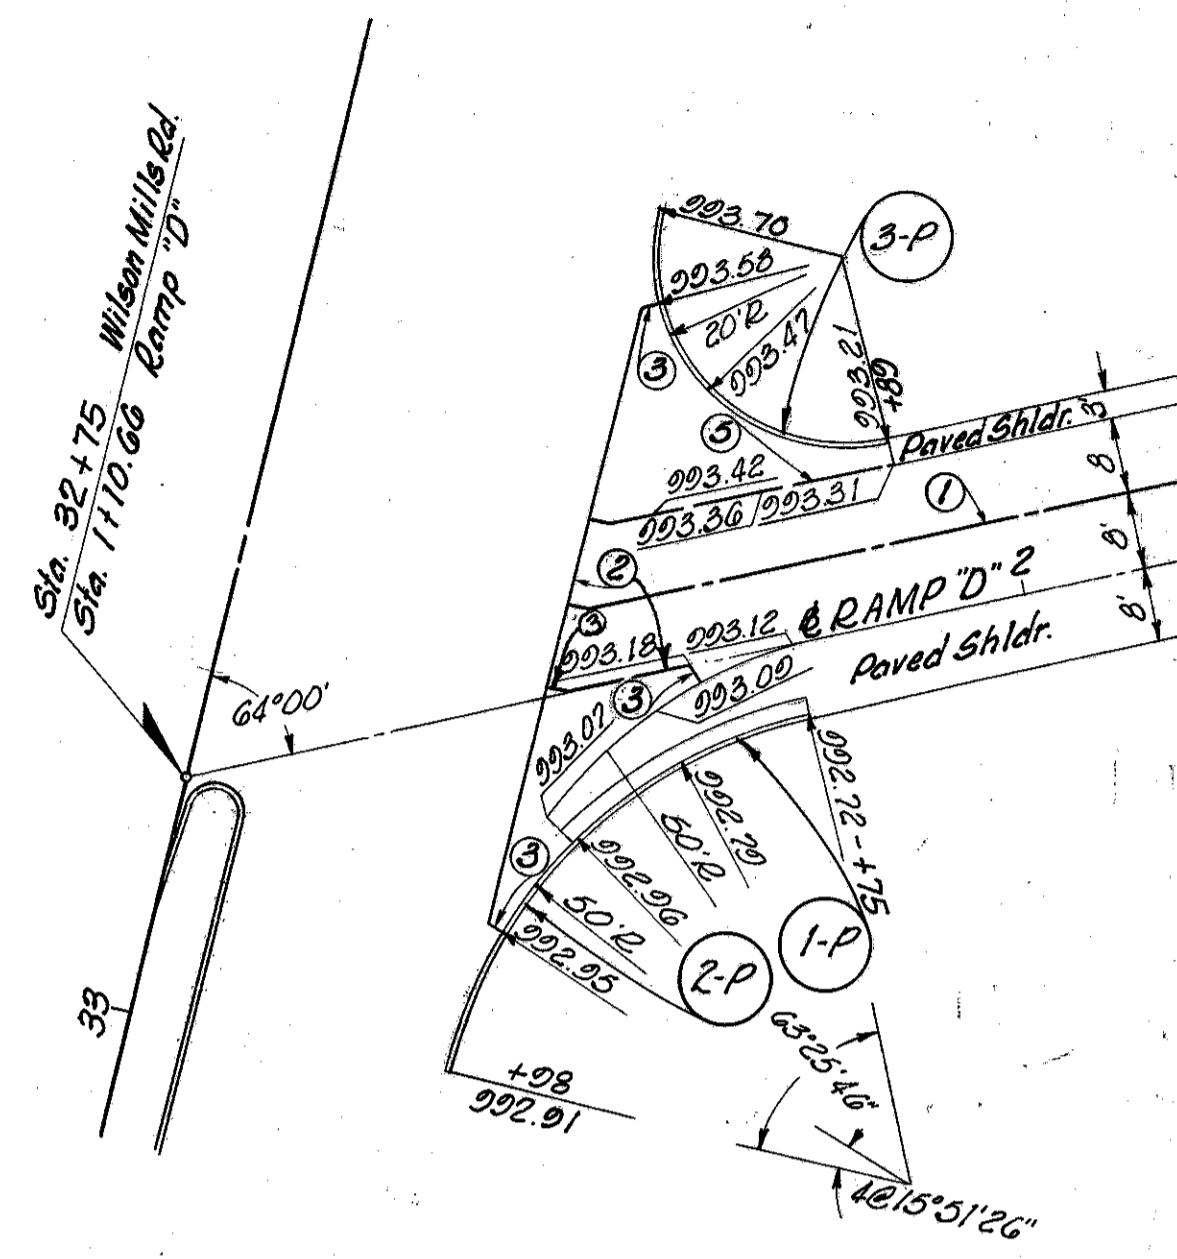 Sta. 32+75 Wilson Mills Rd.
Sta. 1+10.66 Ramp "D"
64°00'
33
993.70
3-P
993.58
20'R
993.47
993.21
+89
3
5
Paved Shldr.
3'
8'
8'
8'
993.42
993.36
993.31
1
2
℄ RAMP "D" 2
3
993.18
993.12
Paved Shldr.
3
993.09
993.07
992.72 - +75
992.79
50'R
3
992.96
50'R
992.95
1-P
2-P
+98
992.91
63°25'46"
4@15°51'26"